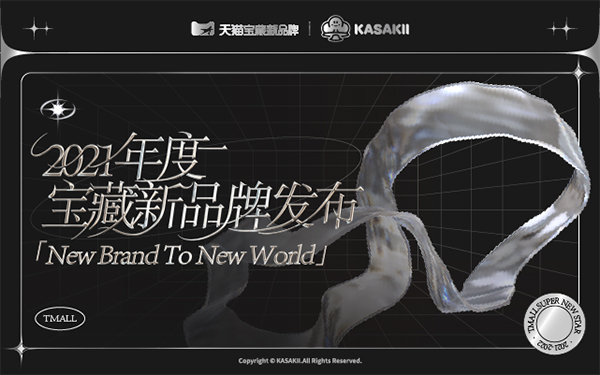 天猫宝藏新品牌 | KASAKII
2021年度
宝藏新品牌发布
「New Brand To New World」
TMALL
TMALL SUPER NEW STAR
2021-2022
Copyright © KASAKII.All Rights Reserved.